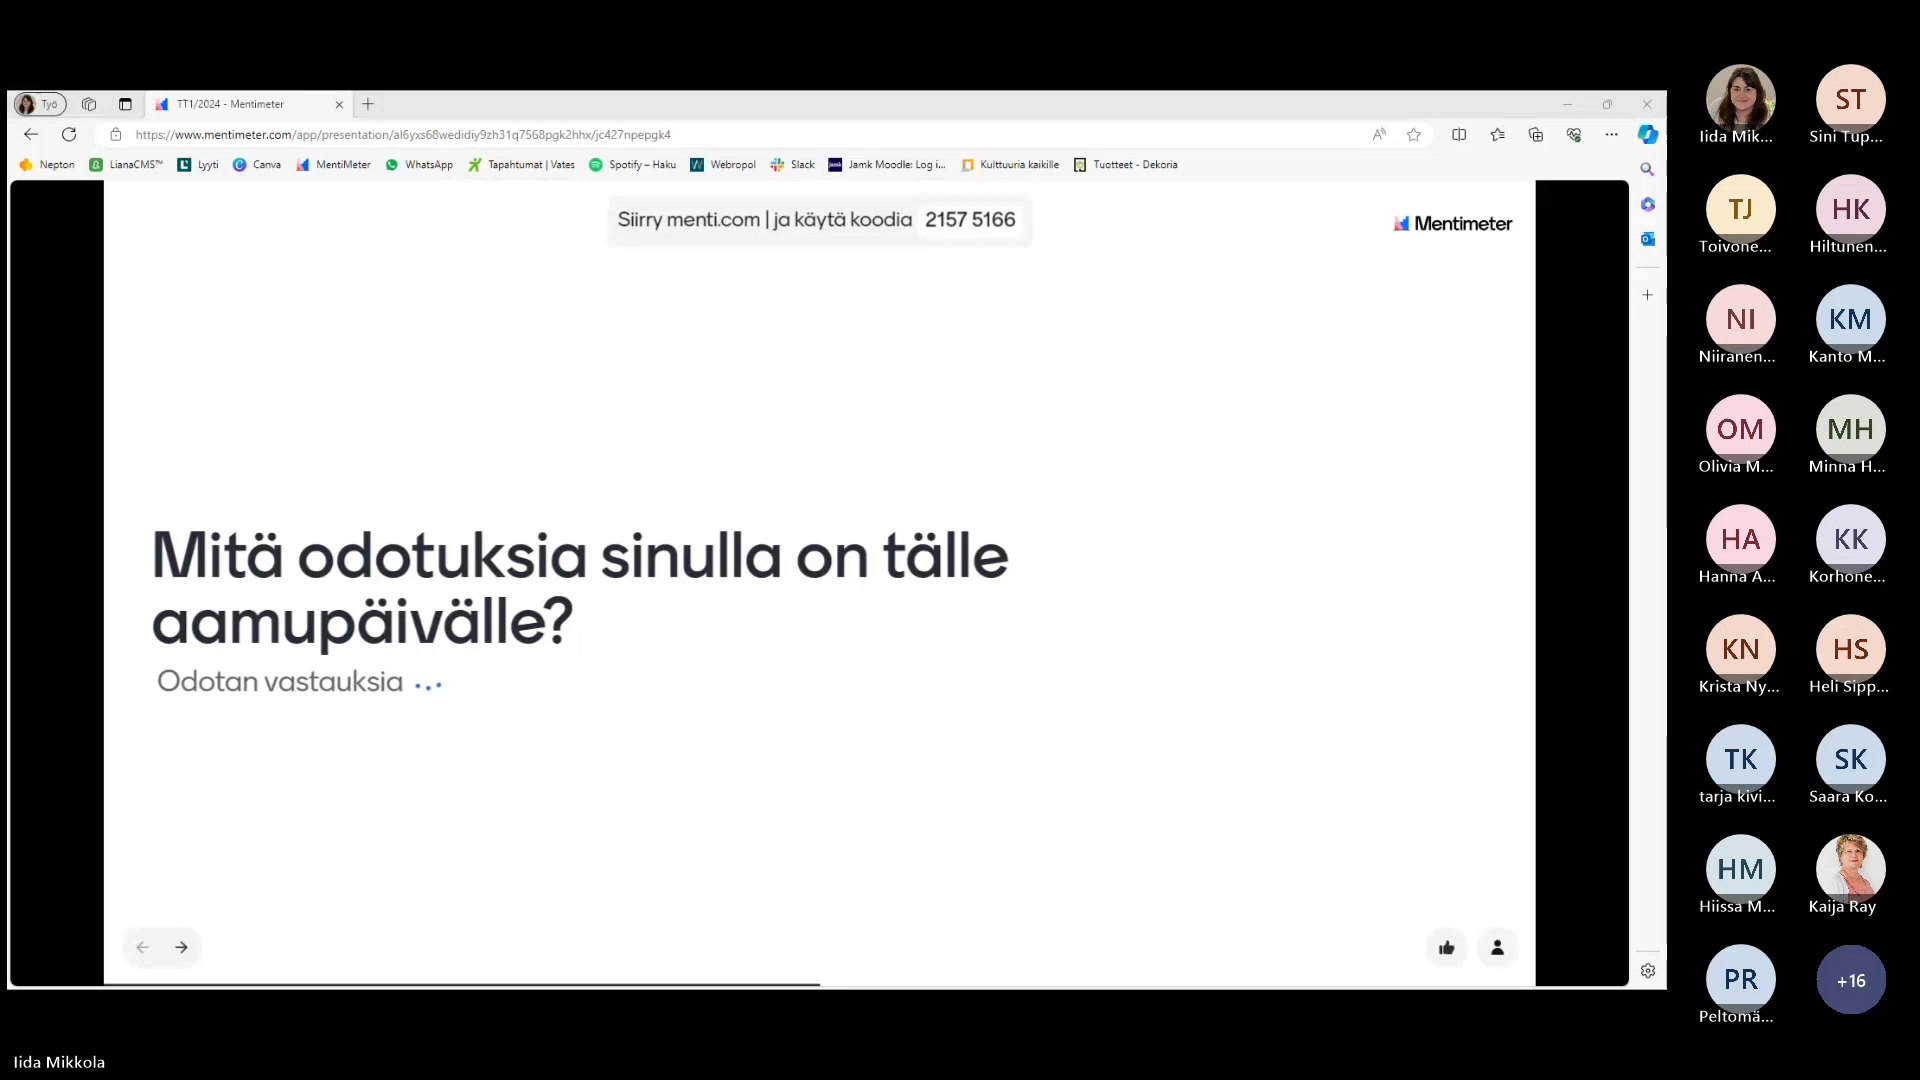 Työ
TT1/2024 - Mentimeter
https://www.mentimeter.com/app/presentation/al6yxs68wedidiy9zh31q7568pgk2hhx/jc427npepgk4
Nepton LianaCMS™ Lyyti Canva MentiMeter WhatsApp Tapahtumat | Vates Spotify – Haku Webropol Slack Jamk Moodle: Log i... Kulttuuria kaikille Tuotteet - Dekoria
Siirry menti.com | ja käytä koodia 2157 5166
Mentimeter
Mitä odotuksia sinulla on tälle
aamupäivälle?
Odotan vastauksia ...
ST
Iida Mik... Sini Tup...
TJ HK
Toivone... Hiltunen...
NI KM
Niiranen... Kanto M...
OM MH
Olivia M... Minna H...
HA KK
Hanna A... Korhone...
KN HS
Krista Ny... Heli Sipp...
TK SK
tarja kivi... Saara Ko...
HM
Hiissa M... Kaija Ray
PR +16
Peltomä...
Iida Mikkola